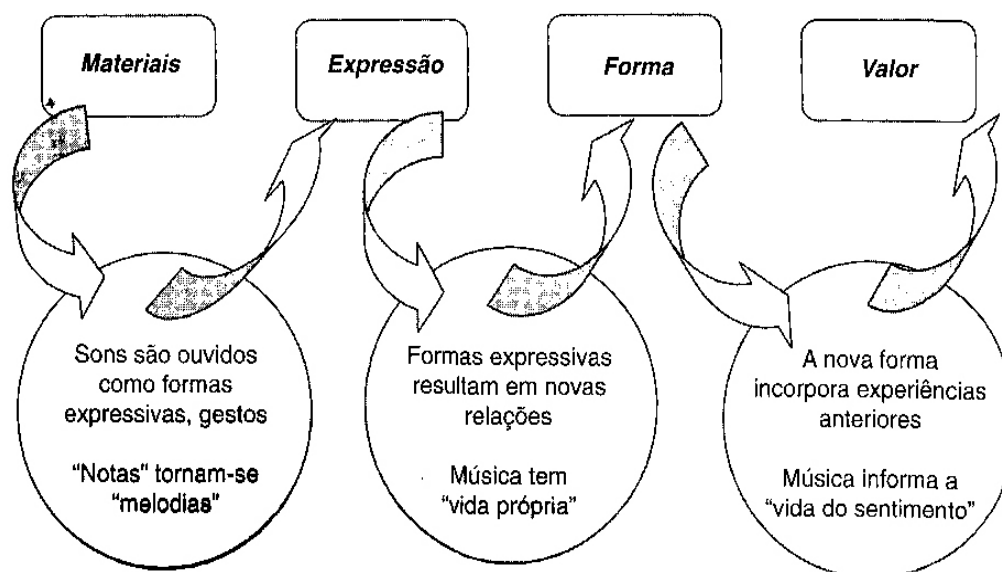 Materiais
Expressão
Forma
Valor
Sons são ouvidos
como formas
expressivas, gestos
“Notas” tornam-se
“melodias”
Formas expressivas
resultam em novas
relações
Música tem
“vida própria”
A nova forma
incorpora experiências
anteriores
Música informa a
“vida do sentimento”